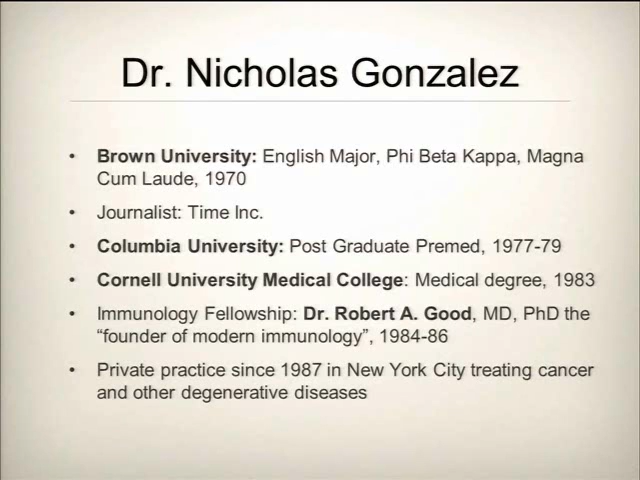 Dr. Nicholas Gonzalez
• Brown University: English Major, Phi Beta Kappa, Magna
Cum Laude, 1970
• Journalist: Time Inc.
• Columbia University: Post Graduate Premed, 1977-79
• Cornell University Medical College: Medical degree, 1983
• Immunology Fellowship: Dr. Robert A. Good, MD, PhD the
“founder of modern immunology”, 1984-86
• Private practice since 1987 in New York City treating cancer
and other degenerative diseases